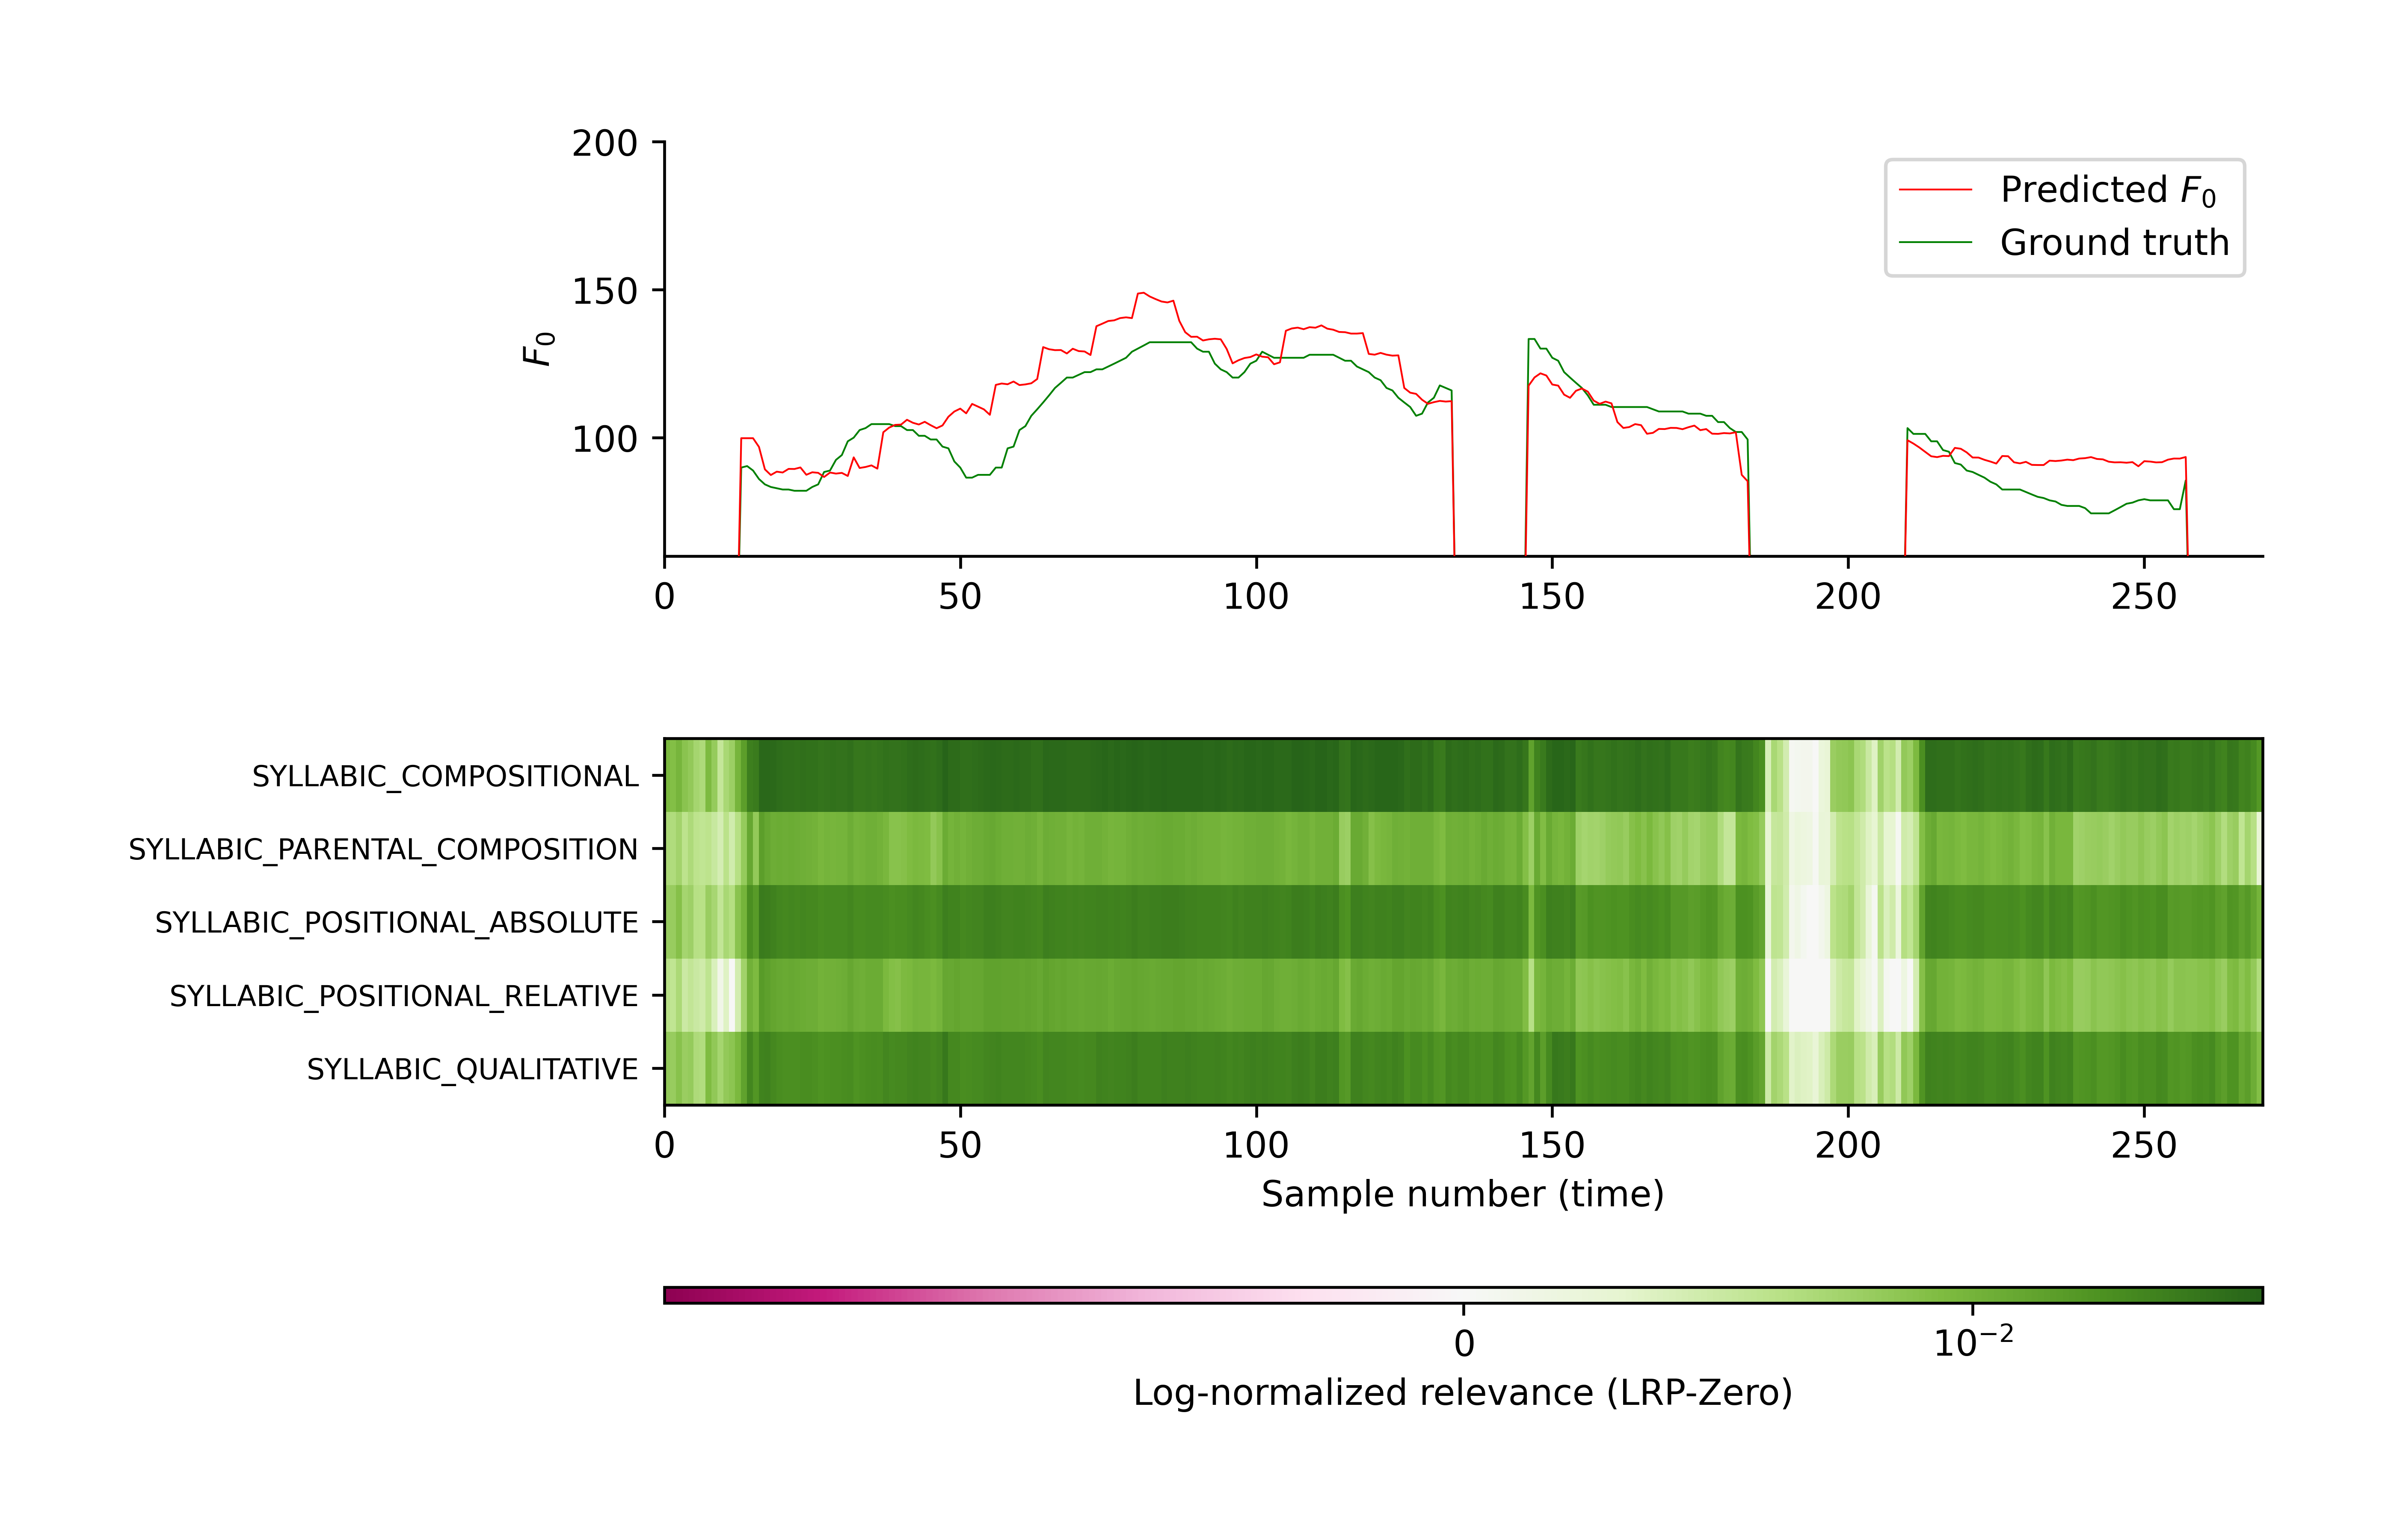 200
150
100
F₀
Predicted F₀
Ground truth
0 50 100 150 200 250
SYLLABIC_COMPOSITIONAL
SYLLABIC_PARENTAL_COMPOSITION
SYLLABIC_POSITIONAL_ABSOLUTE
SYLLABIC_POSITIONAL_RELATIVE
SYLLABIC_QUALITATIVE
0 50 100 150 200 250
Sample number (time)
0 10⁻²
Log-normalized relevance (LRP-Zero)